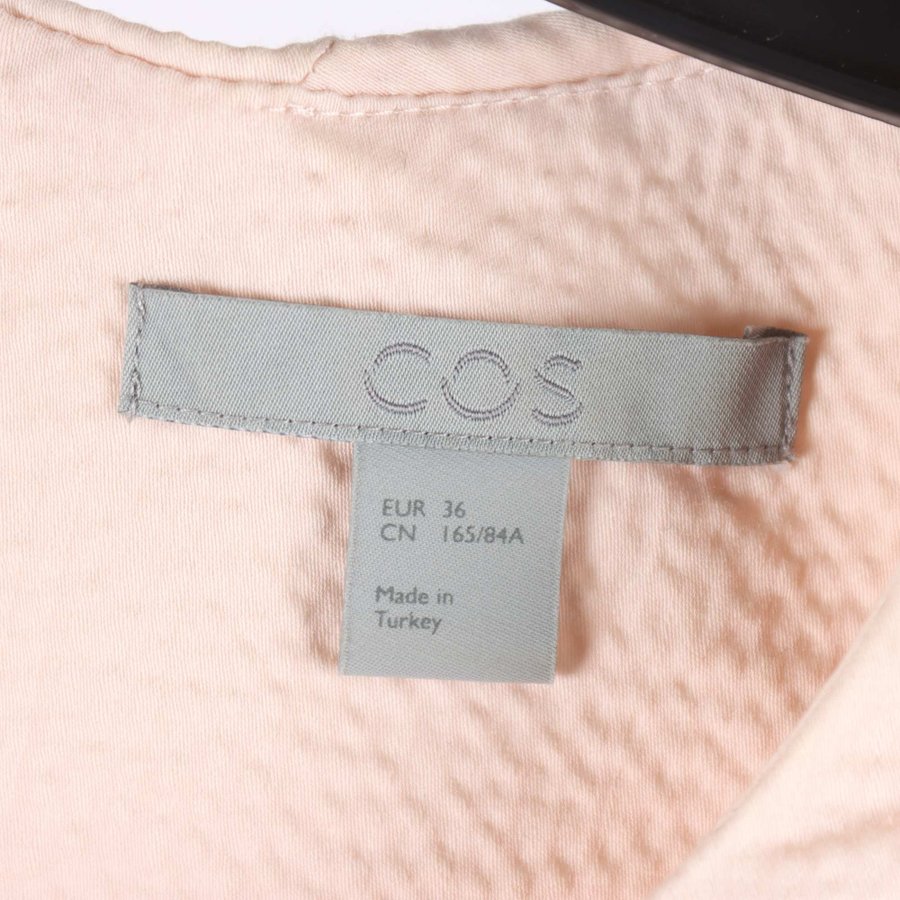 COS
EUR 36
CN 165/84A
Made in
Turkey